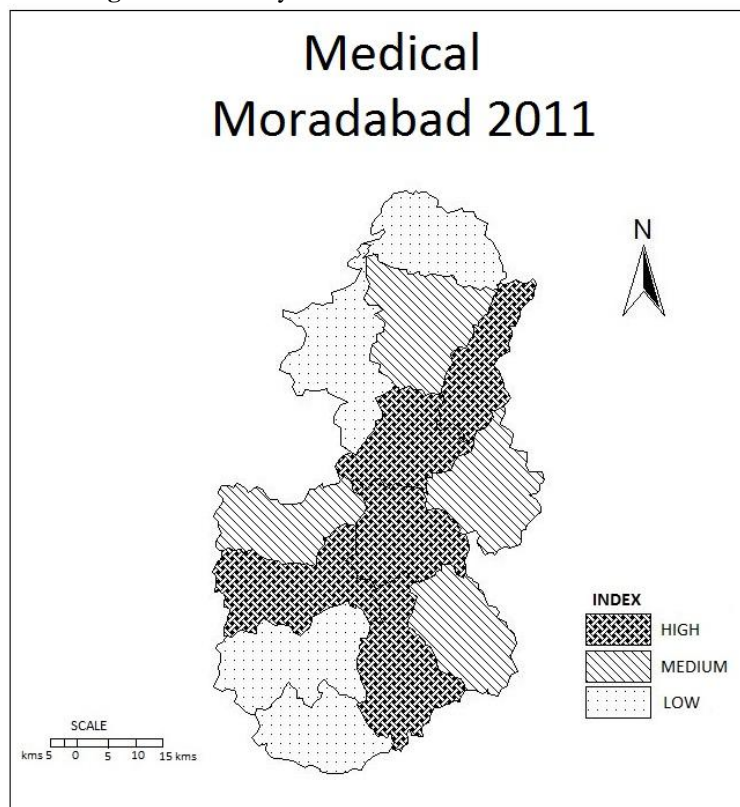 Medical
Moradabad 2011
N
INDEX
HIGH
MEDIUM
LOW
SCALE
kms 5 0 5 10 15 kms